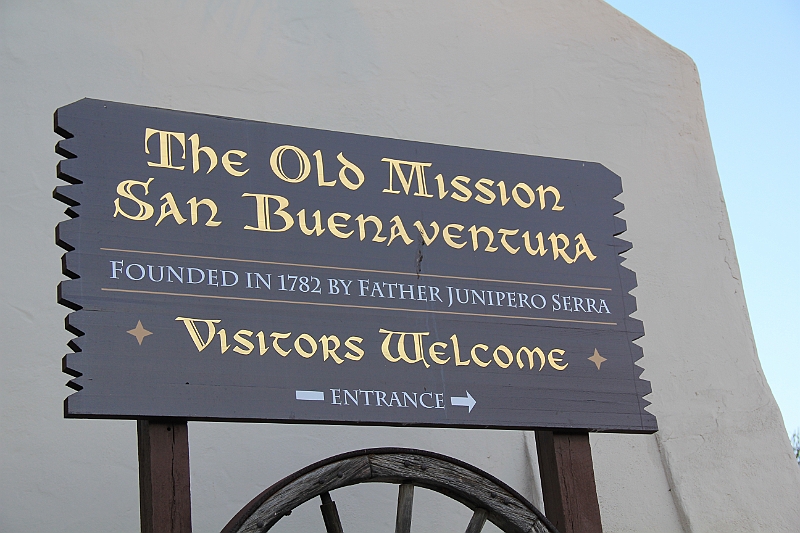 The Old Mission
San Buenaventura
Founded in 1782 by Father Junipero Serra
Visitors Welcome
Entrance